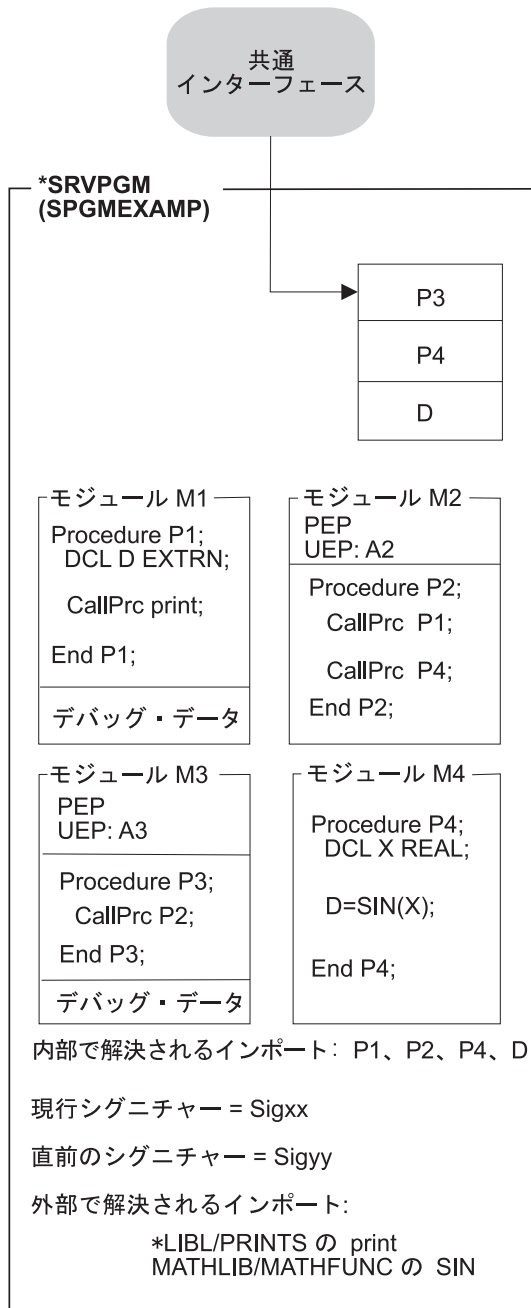 共通
インターフェース
*SRVPGM
(SPGMEXAMP)
P3
P4
D
モジュール M1
Procedure P1;
DCL D EXTRN;
CallPrc print;
End P1;
デバッグ・データ
モジュール M2
PEP
UEP: A2
Procedure P2;
CallPrc P1;
CallPrc P4;
End P2;
モジュール M3
PEP
UEP: A3
Procedure P3;
CallPrc P2;
End P3;
デバッグ・データ
モジュール M4
Procedure P4;
DCL X REAL;
D=SIN(X);
End P4;
内部で解決されるインポート: P1、P2、P4、D
現行シグニチャー = Sigxx
直前のシグニチャー = Sigyy
外部で解決されるインポート:
*LIBL/PRINTS の print
MATHLIB/MATHFUNC の SIN